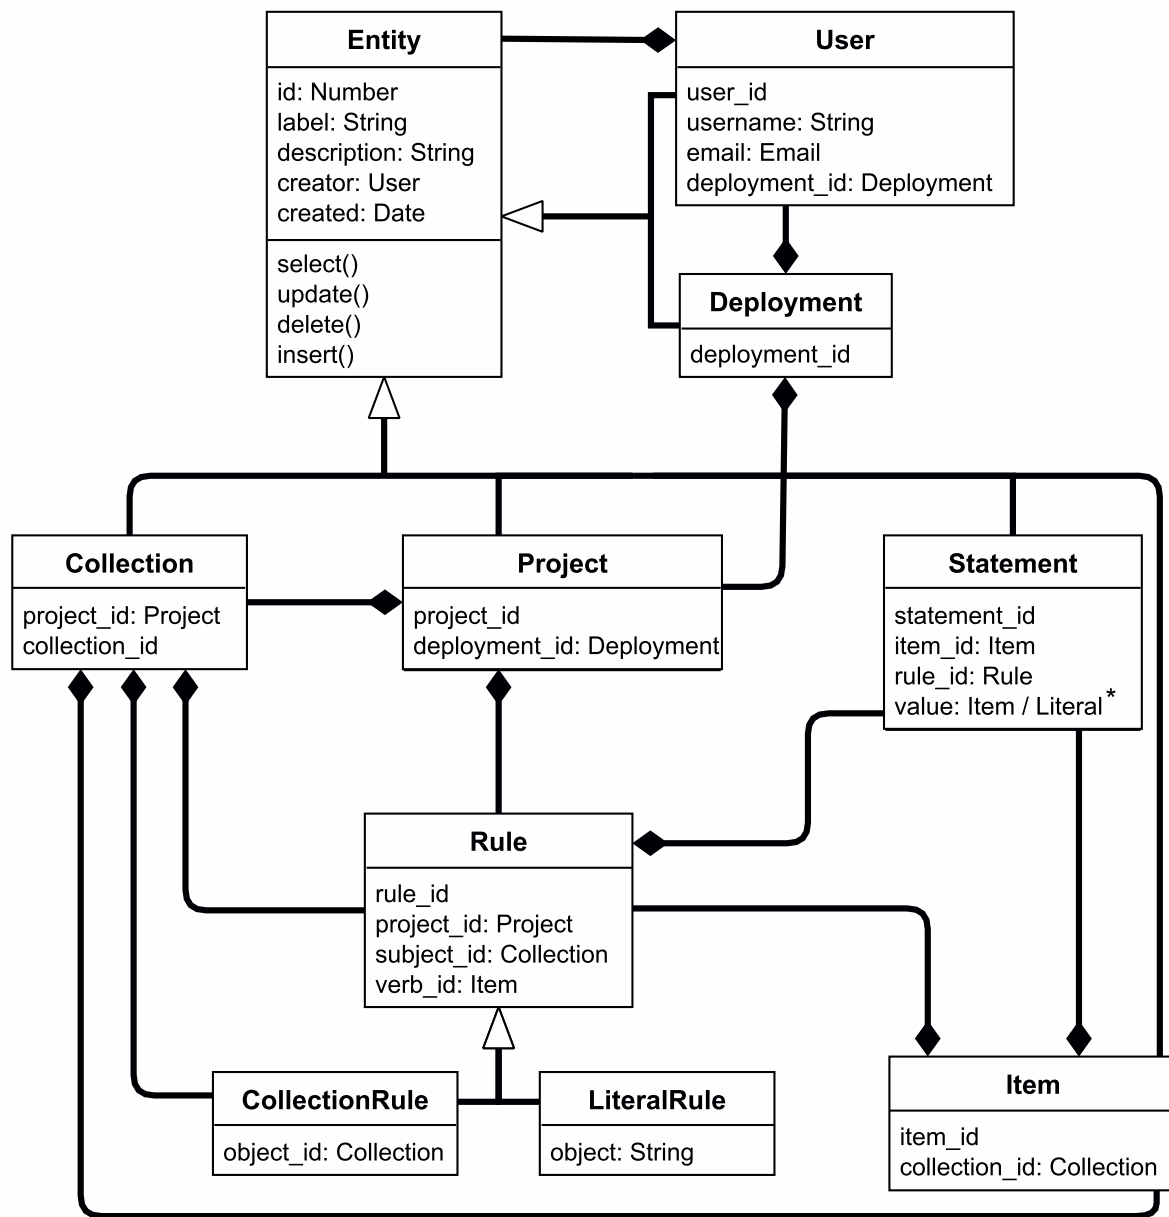 Entity
id: Number
label: String
description: String
creator: User
created: Date
select()
update()
delete()
insert()
User
user_id
username: String
email: Email
deployment_id: Deployment
Deployment
deployment_id
Collection
project_id: Project
collection_id
Project
project_id
deployment_id: Deployment
Statement
statement_id
item_id: Item
rule_id: Rule
value: Item / Literal*
Rule
rule_id
project_id: Project
subject_id: Collection
verb_id: Item
CollectionRule
object_id: Collection
LiteralRule
object: String
Item
item_id
collection_id: Collection